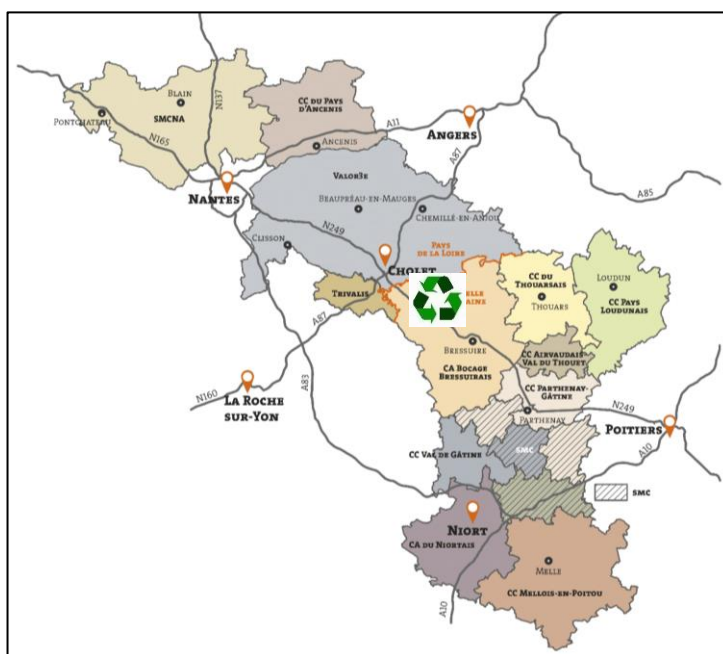 Blain
SMCNA
Pontchateau
N137
N165
CC du Pays
d'Ancenis
Ancenis
A11
Angers
A87
A85
Nantes
Valor3e
Beaupréau-en-Mauges
Chemillé-en-Anjou
N249
Clisson
Pays
de la Loire
Cholet
Trivalis
A87
A83
N160
La Roche
sur-Yon
CC du
Thouarsais
Thouars
Loudun
CC Pays
Loudunais
Bressuire
CA Bocage
Bressuirais
CC Airvaudais-
Val du Thouet
CC Parthenay-
Gâtine
Parthenay
N249
Poitiers
A10
CC Val de Gâtine
SMC
SMC
Niort
CA du Niortais
Melle
CC Mellois-en-Poitou
A10